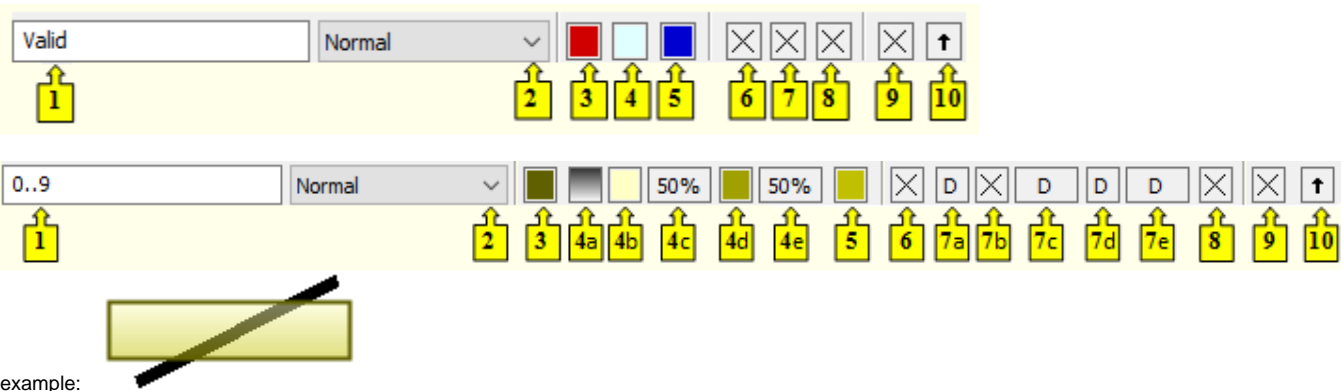 Valid Normal
1 2 3 4 5 6 7 8 9 10
0..9 Normal 50% 50% D D D D
1 2 3 4a 4b 4c 4d 4e 5 6 7a 7b 7c 7d 7e 8 9 10
example: